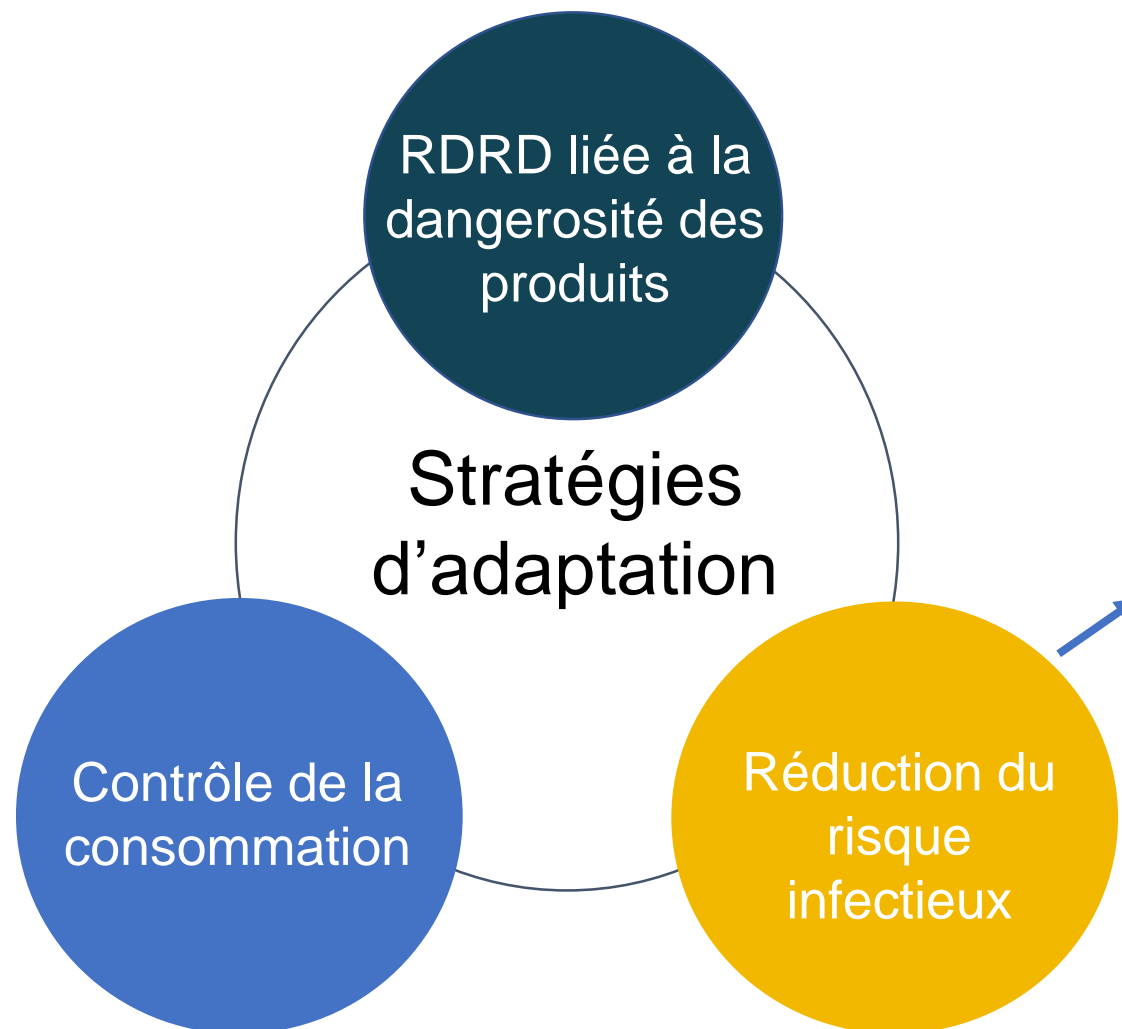 RDRD liée à la
dangerosité des
produits
Stratégies
d’adaptation
Contrôle de la
consommation
Réduction du
risque
infectieux